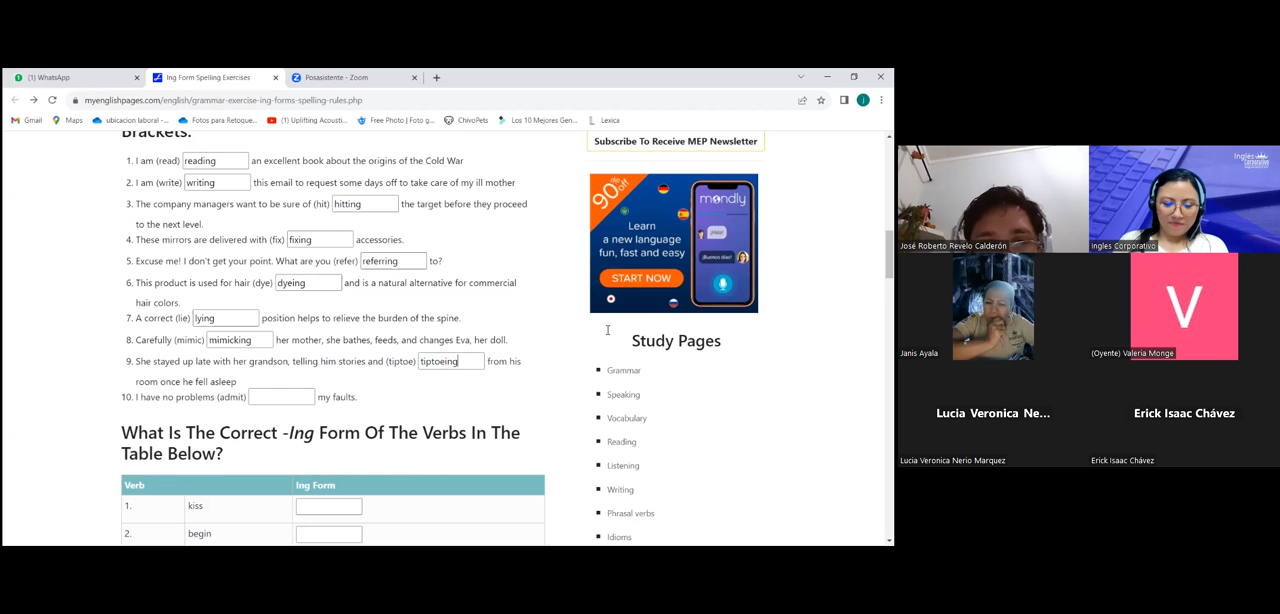 (1) WhatsApp
Ing Form Spelling Exercises
Posasistente - Zoom
myenglishpages.com/english/grammar-exercise-ing-forms-spelling-rules.php
Gmail
Maps
ubicacion laboral -...
Fotos para Retoque...
(1) Uplifting Acousti...
Free Photo | Foto g...
ChivoPets
Los 10 Mejores Gen...
Lexica
Brackets.
1. I am (read) reading an excellent book about the origins of the Cold War
2. I am (write) writing this email to request some days off to take care of my ill mother
3. The company managers want to be sure of (hit) hitting the target before they proceed
to the next level.
4. These mirrors are delivered with (fix) fixing accessories.
5. Excuse me! I don't get your point. What are you (refer) referring to?
6. This product is used for hair (dye) dyeing and is a natural alternative for commercial
hair colors.
7. A correct (lie) lying position helps to relieve the burden of the spine.
8. Carefully (mimic) mimicking her mother, she bathes, feeds, and changes Eva, her doll.
9. She stayed up late with her grandson, telling him stories and (tiptoe) tiptoeing from his
room once he fell asleep
10. I have no problems (admit) my faults.
What Is The Correct -Ing Form Of The Verbs In The
Table Below?
Verb Ing Form
1. kiss
2. begin
Subscribe To Receive MEP Newsletter
90% off
mondly
Learn
a new language
fun, fast and easy
START NOW
Study Pages
Grammar
Speaking
Vocabulary
Reading
Listening
Writing
Phrasal verbs
Idioms
José Roberto Revelo Calderón
Inglés
Corporativo
Ingles Corporativo
Janis Ayala
V
(Oyente) Valeria Monge
Lucia Veronica Ne...
Lucia Veronica Nerio Marquez
Erick Isaac Chávez
Erick Isaac Chávez